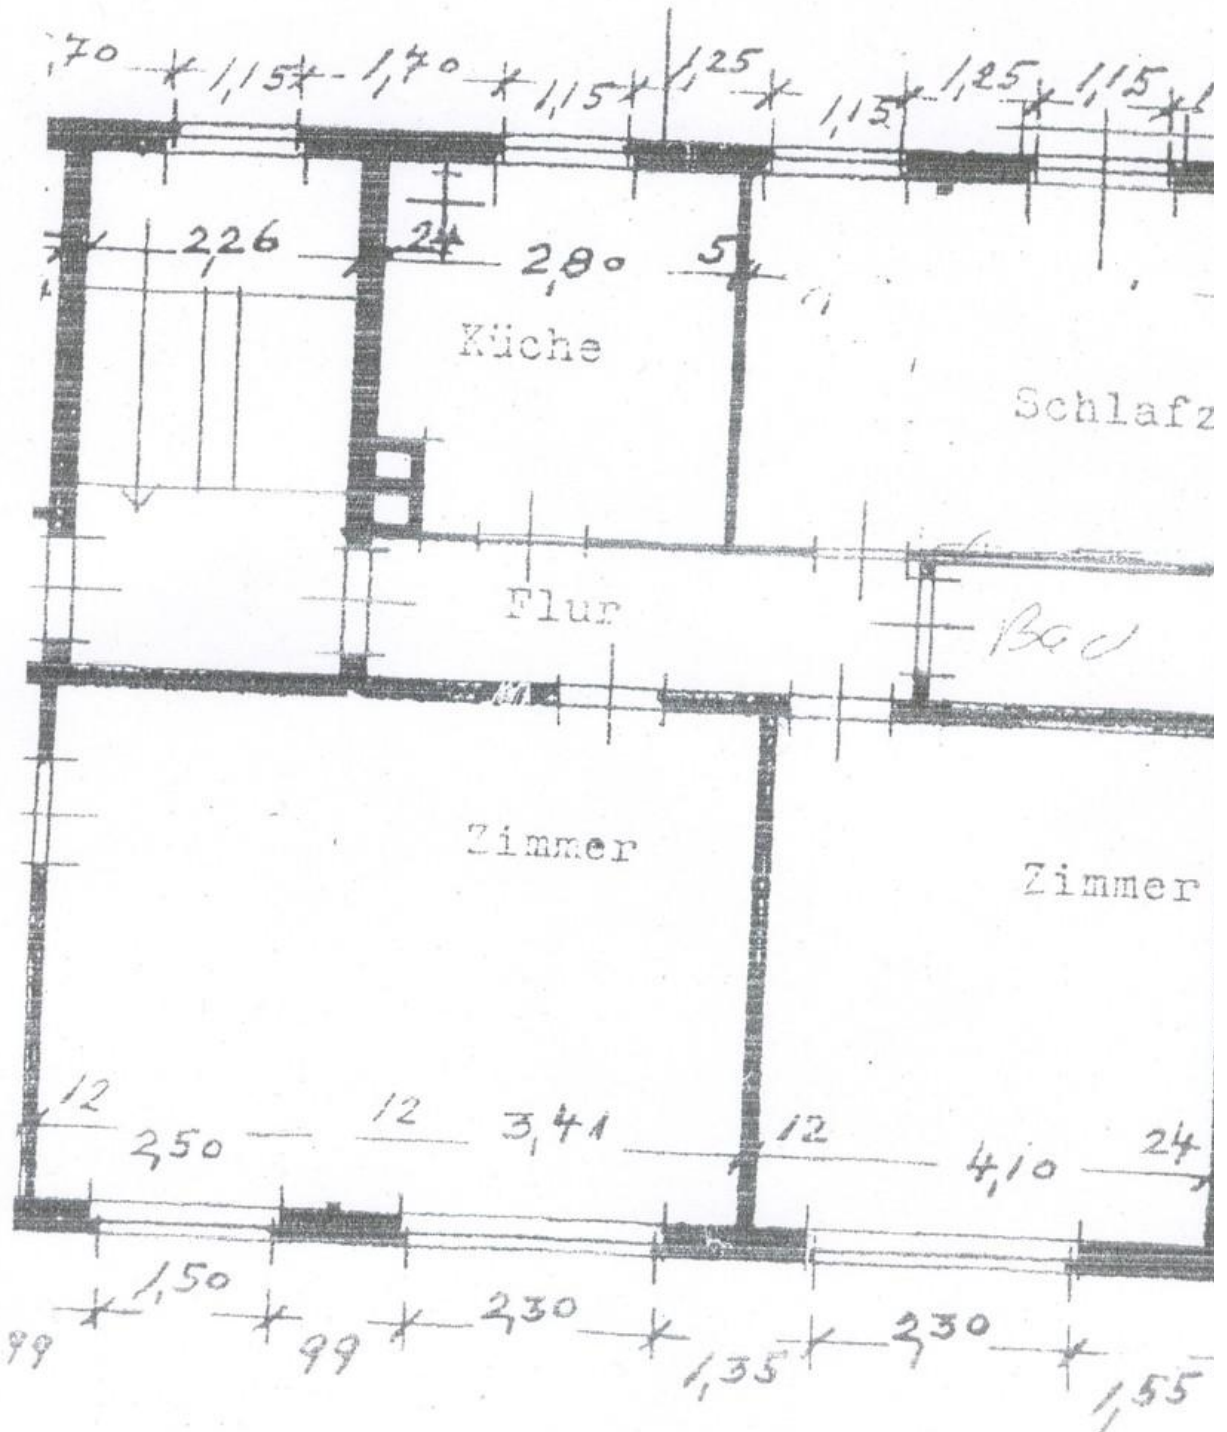 ,70 1,15 1,70 1,15 1,25 1,15 1,25 1,15 1
2,26 24 2,80 5
Küche
Schlafz
Flur
Bad
Zimmer
Zimmer
12 2,50 12 3,41 12 4,10 24
99 1,50 99 2,30 1,35 2,30 1,55